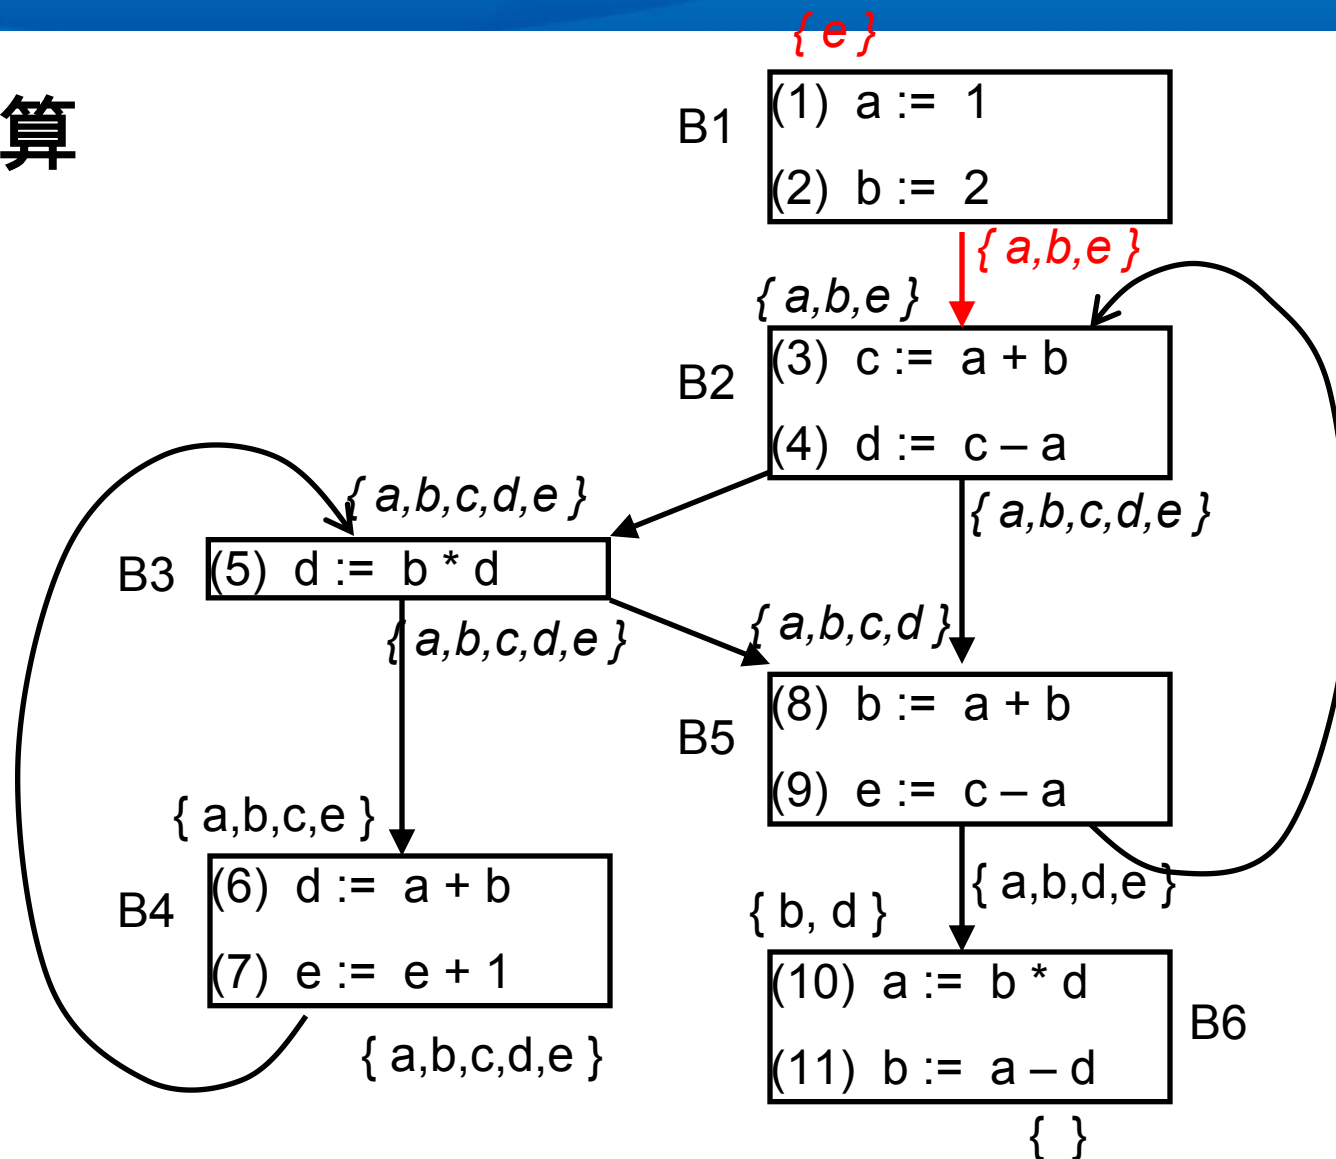 { e }
算
B1
(1) a := 1
(2) b := 2
{ a,b,e }
{ a,b,e }
B2
(3) c := a + b
(4) d := c – a
{ a,b,c,d,e }
{ a,b,c,d,e }
B3
(5) d := b * d
{ a,b,c,d,e }
{ a,b,c,d }
B5
(8) b := a + b
(9) e := c – a
{ a,b,c,e }
B4
(6) d := a + b
(7) e := e + 1
{ a,b,c,d,e }
{ a,b,d,e }
{ b, d }
(10) a := b * d
(11) b := a – d
B6
{ }